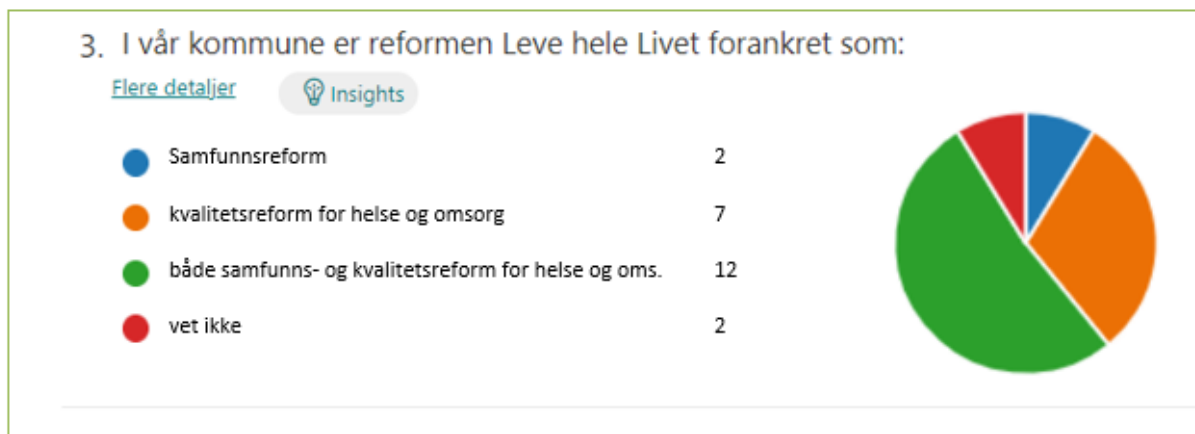 3. I vår kommune er reformen Leve hele Livet forankret som:
Flere detaljer Insights
Samfunnsreform 2
kvalitetsreform for helse og omsorg 7
både samfunns- og kvalitetsreform for helse og oms. 12
vet ikke 2